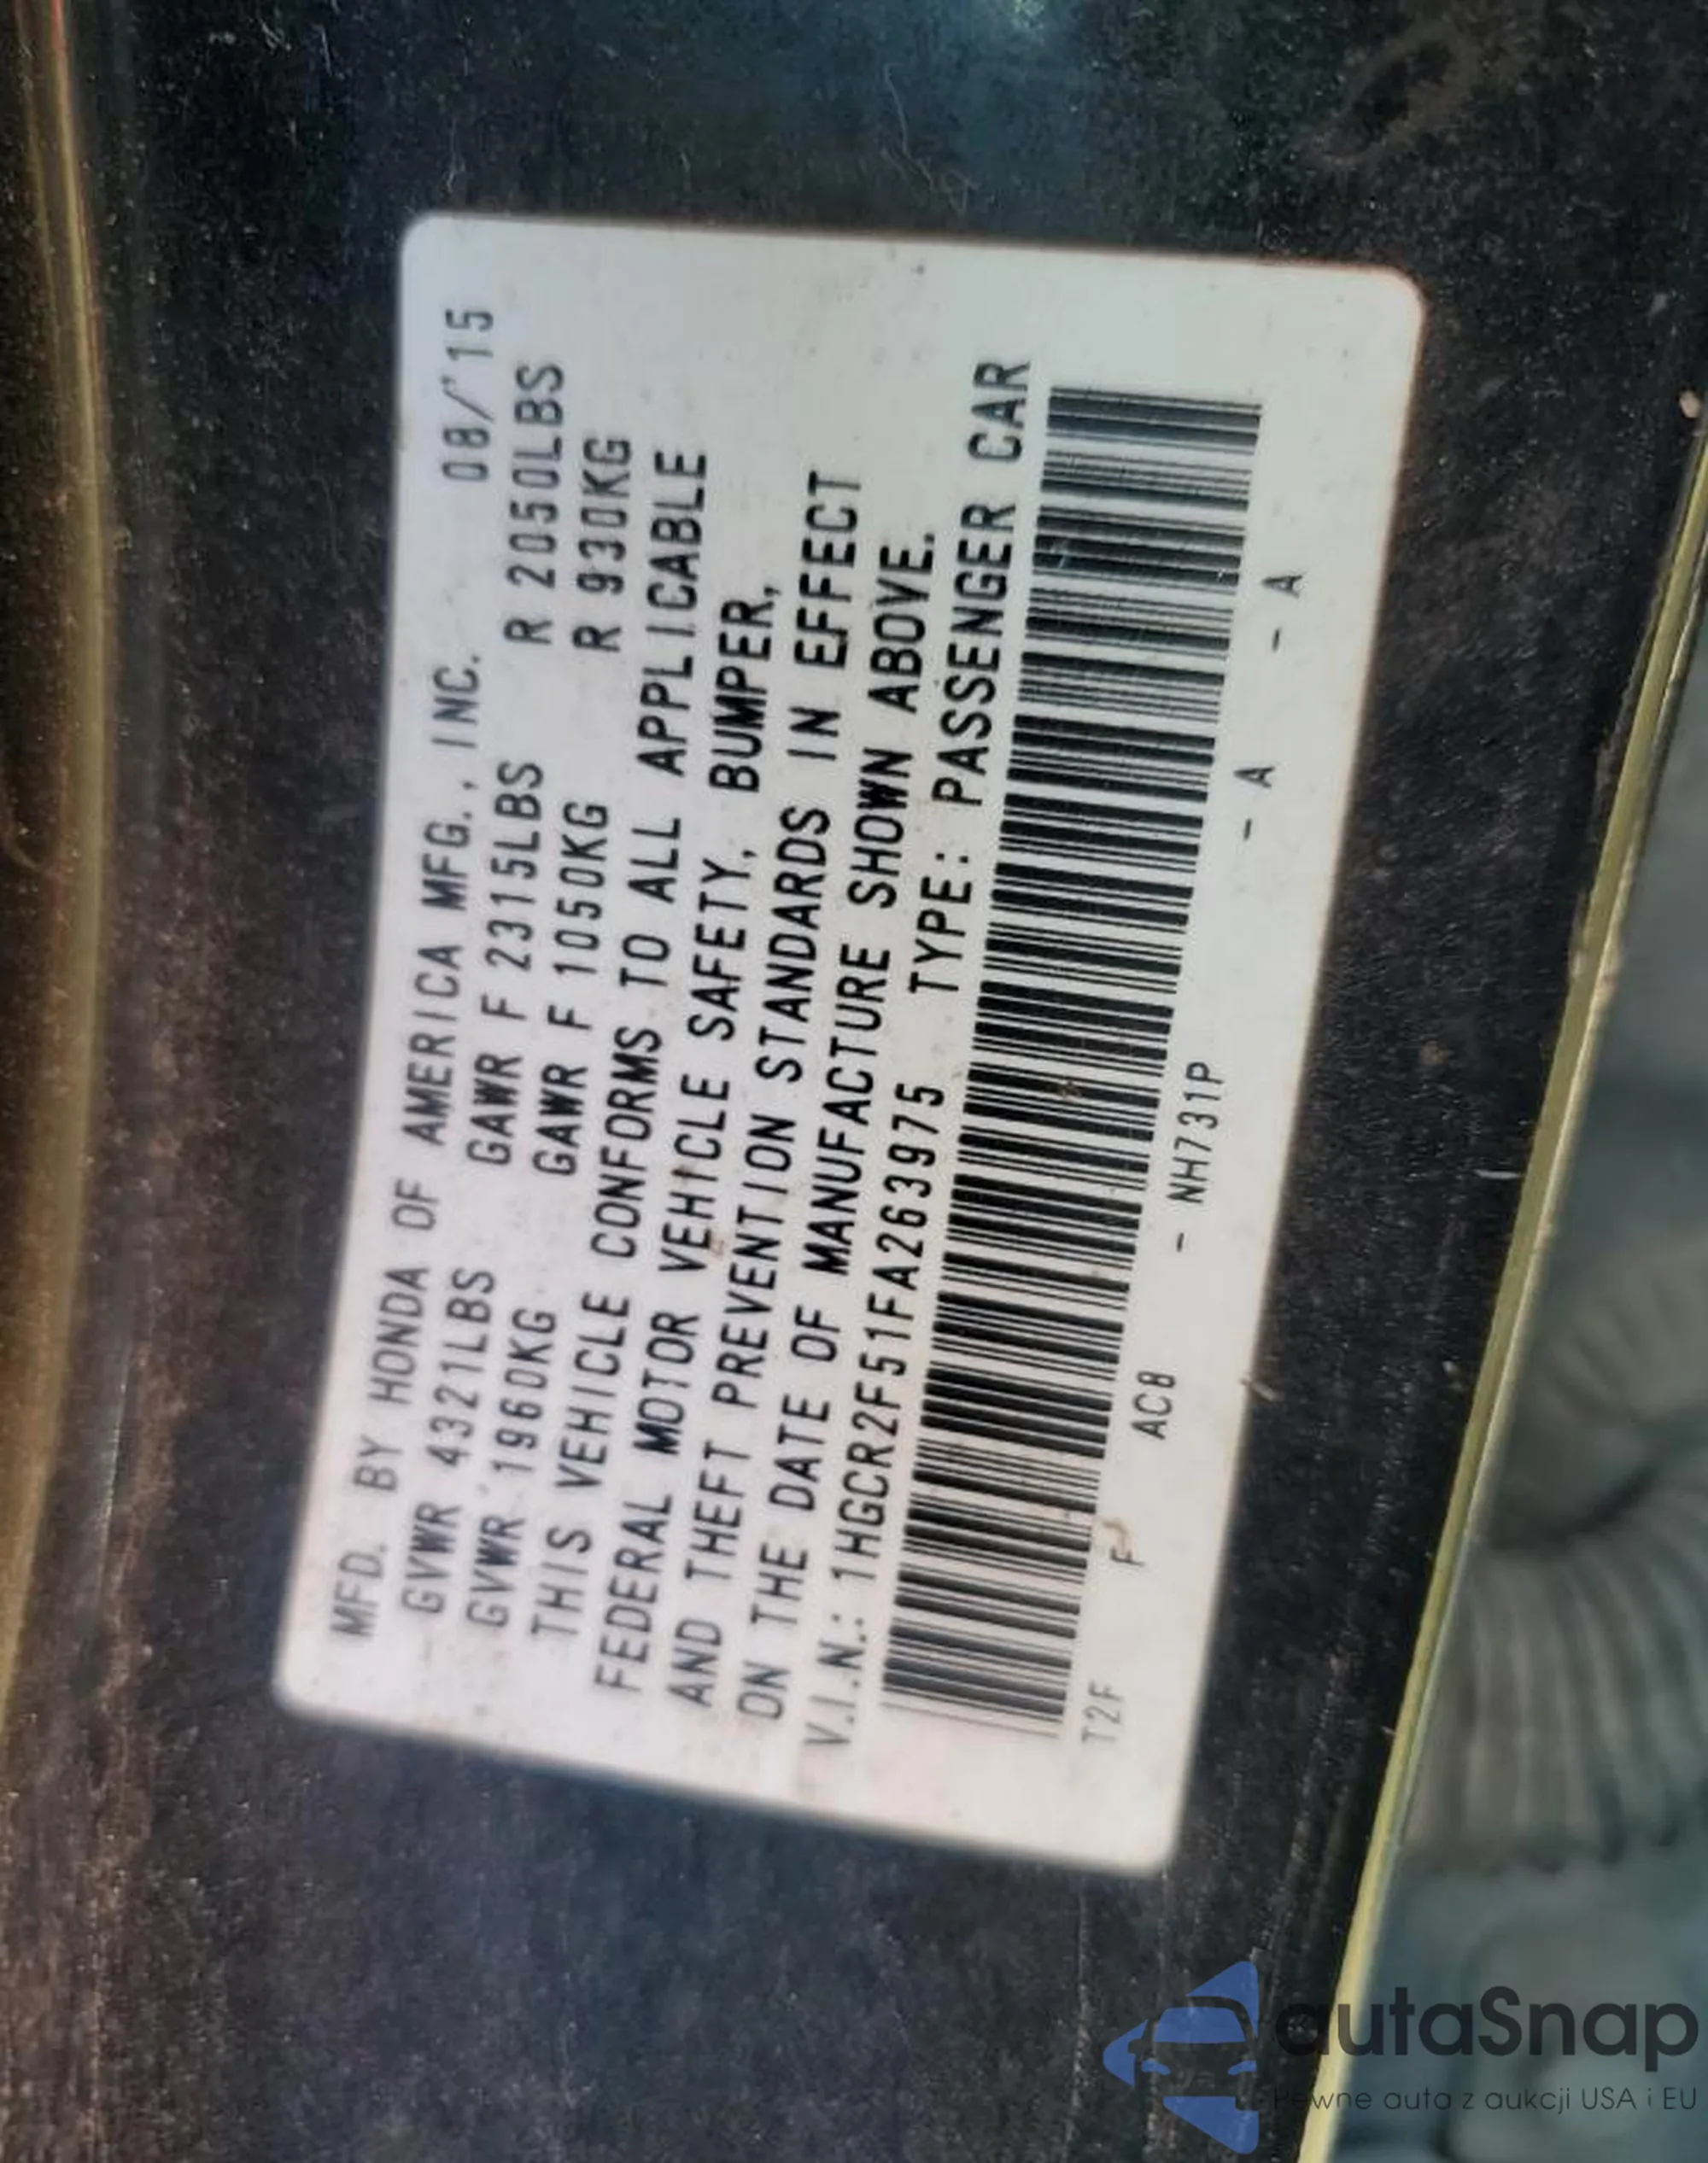 MFD. BY HONDA OF AMERICA MFG., INC. 08/'15
GVWR 4321LBS GAWR F 2315LBS R 2050LBS
GVWR 1960KG GAWR F 1050KG R 930KG
THIS VEHICLE CONFORMS TO ALL APPLICABLE
FEDERAL MOTOR VEHICLE SAFETY, BUMPER,
AND THEFT PREVENTION STANDARDS IN EFFECT
ON THE DATE OF MANUFACTURE SHOWN ABOVE.
V.I.N.: 1HGCR2F51FA263975 TYPE: PASSENGER CAR
T2F F AC8 - NH731P - A - A
autaSnap
Pewne auta z aukcji USA i EU